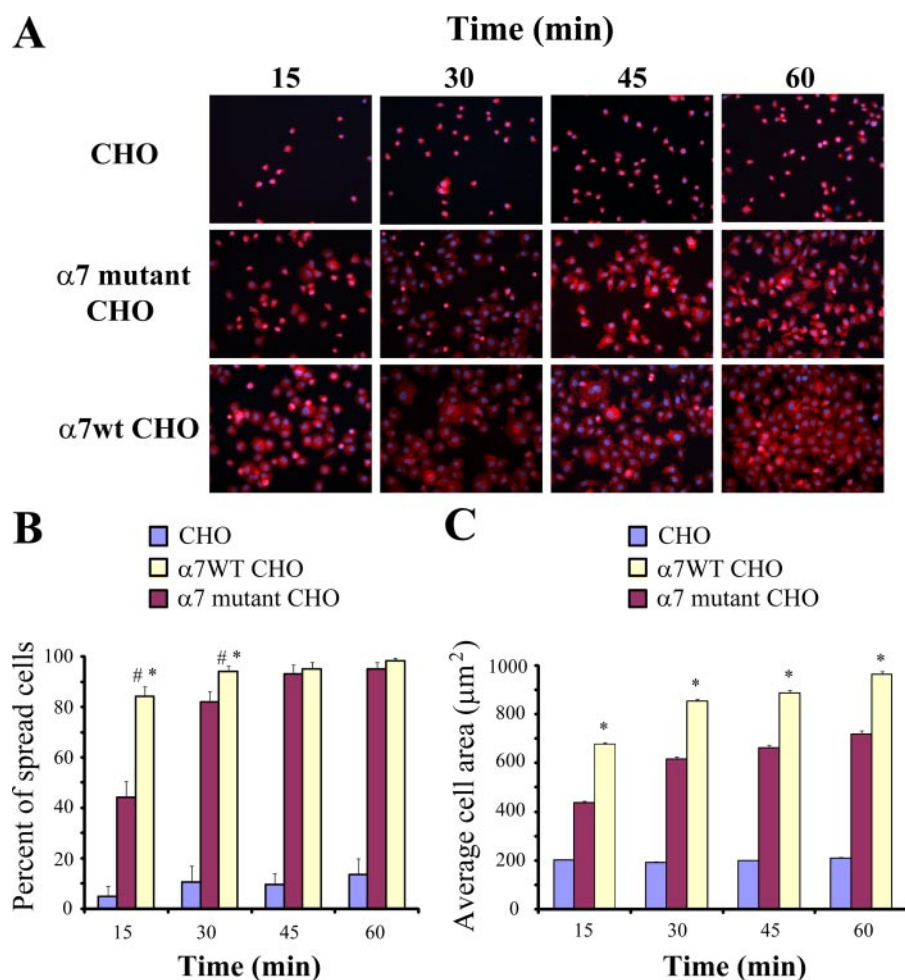 A
Time (min)
15 30 45 60
CHO
α7 mutant
CHO
α7wt CHO
B
CHO
α7WT CHO
α7 mutant CHO
Percent of spread cells
100
80
60
40
20
0
# *
# *
15 30 45 60
Time (min)
C
CHO
α7WT CHO
α7 mutant CHO
Average cell area (μm²)
1000
800
600
400
200
0
*
*
*
*
15 30 45 60
Time (min)